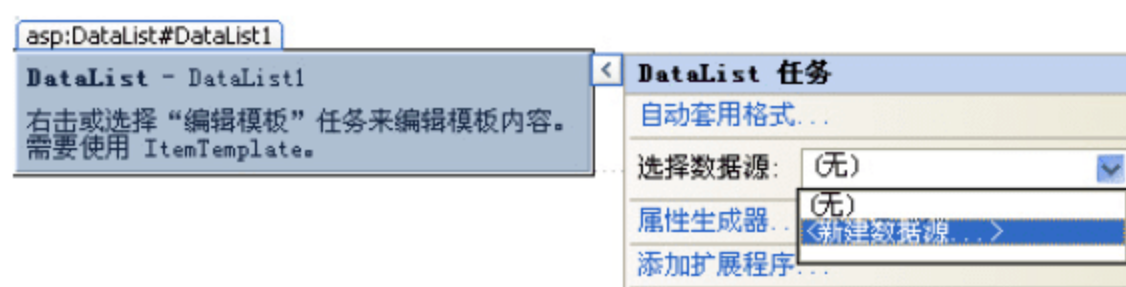 asp:DataList#DataList1
DataList - DataList1
右击或选择“编辑模板”任务来编辑模板内容。
需要使用 ItemTemplate。
DataList 任务
自动套用格式...
选择数据源: (无)
(无)
<新建数据源...>
属性生成器..
添加扩展程序...